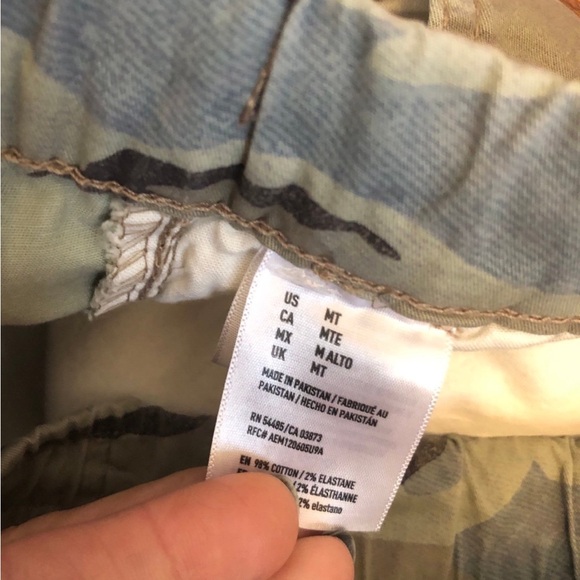 US MT
CA MTE
MX M ALTO
UK MT
MADE IN PAKISTAN / FABRIQUÉ AU
PAKISTAN / HECHO EN PAKISTÁN
RN 54485/CA 03873
RFC# AEM120605U9A
EN 98% COTTON / 2% ELASTANE
/ 2% ÉLASTHANNE
2% elastano